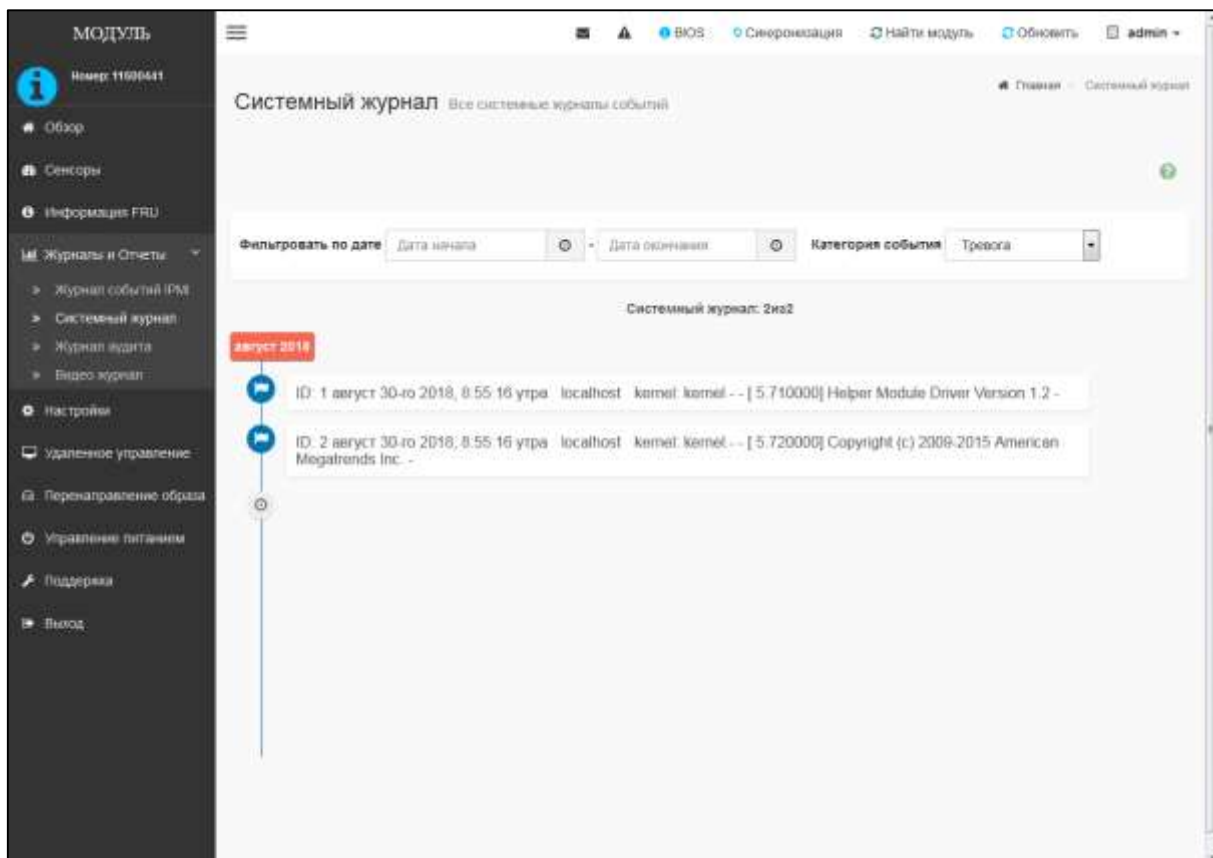 МОДУЛЬ
Номер: 11600441
Обзор
Сенсоры
Информация FRU
Журналы и Отчеты
Журнал событий IPMI
Системный журнал
Журнал аудита
Видео журнал
Настройки
Удаленное управление
Перенаправление образа
Управление питанием
Поддержка
Выход
BIOS Синхронизация Найти модуль Обновить admin
Системный журнал Все системные журналы событий
Главная Системный журнал
Фильтровать по дате Дата начала - Дата окончания Категория события Тревога
Системный журнал: 2из2
август 2018
ID: 1 август 30-го 2018, 8:55:16 утра localhost kernel: kernel: - - [ 5.710000] Helper Module Driver Version 1.2 -
ID: 2 август 30-го 2018, 8:55:16 утра localhost kernel: kernel: - - [ 5.720000] Copyright (c) 2009-2015 American
Megatrends Inc. -